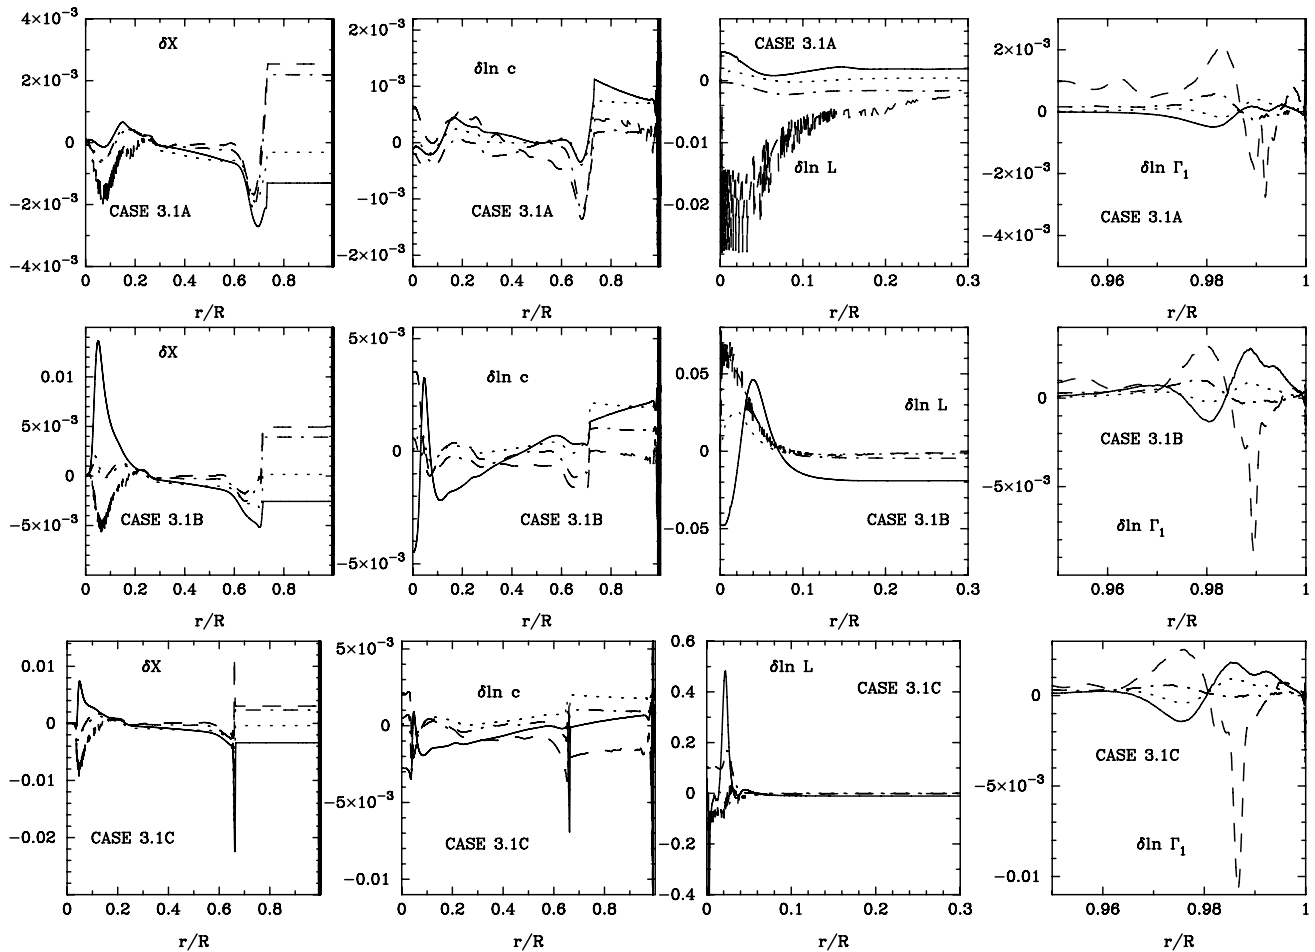 4×10⁻³
2×10⁻³
0
−2×10⁻³
−4×10⁻³
δX
CASE 3.1A
0 0.2 0.4 0.6 0.8 1
r/R
10⁻³
0
−10⁻³
−2×10⁻³
δln c
CASE 3.1A
0 0.2 0.4 0.6 0.8 1
r/R
0
−0.01
−0.02
CASE 3.1A
δln L
0 0.1 0.2 0.3
r/R
2×10⁻³
0
−2×10⁻³
−4×10⁻³
δln Γ₁
CASE 3.1A
0.96 0.98 1
r/R
0.01
5×10⁻³
0
−5×10⁻³
δX
CASE 3.1B
0 0.2 0.4 0.6 0.8 1
r/R
5×10⁻³
0
−5×10⁻³
δln c
CASE 3.1B
0 0.2 0.4 0.6 0.8 1
r/R
0.05
0
−0.05
δln L
CASE 3.1B
0 0.1 0.2 0.3
r/R
0
−5×10⁻³
CASE 3.1B
δln Γ₁
0.96 0.98 1
r/R
0.01
0
−0.01
−0.02
δX
CASE 3.1C
0 0.2 0.4 0.6 0.8 1
r/R
5×10⁻³
0
−5×10⁻³
−0.01
δln c
CASE 3.1C
0 0.2 0.4 0.6 0.8 1
r/R
0.6
0.4
0.2
0
−0.2
−0.4
δln L
CASE 3.1C
0 0.1 0.2 0.3
r/R
0
−5×10⁻³
−0.01
CASE 3.1C
δln Γ₁
0.96 0.98 1
r/R